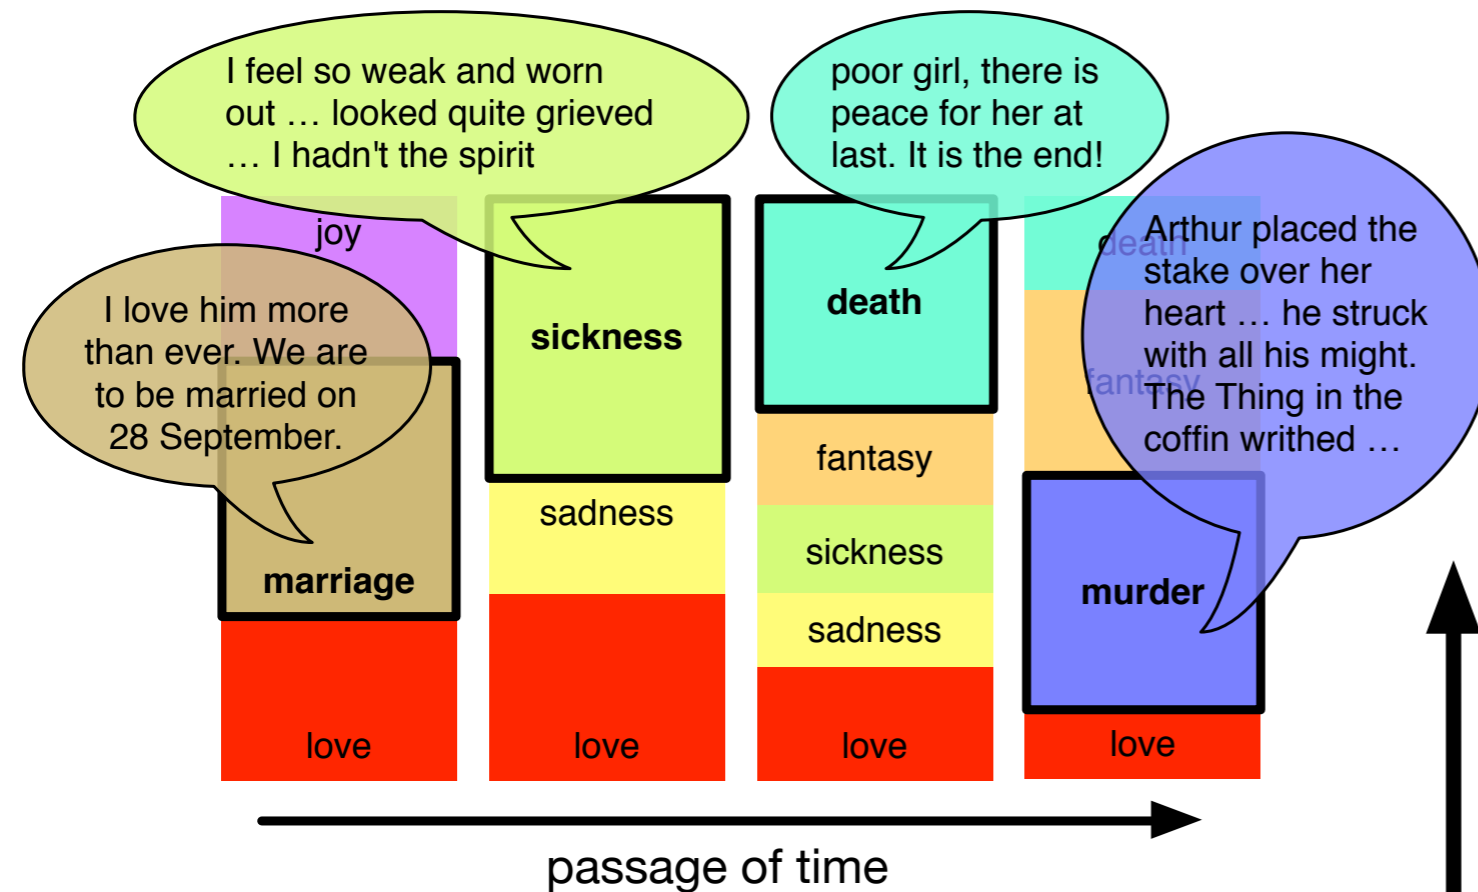 I feel so weak and worn
out … looked quite grieved
… I hadn't the spirit
poor girl, there is
peace for her at
last. It is the end!
Arthur placed the
stake over her
heart … he struck
with all his might.
The Thing in the
coffin writhed …
I love him more
than ever. We are
to be married on
28 September.
joy
marriage
love
sickness
sadness
love
death
fantasy
sickness
sadness
love
death
fantasy
murder
love
passage of time